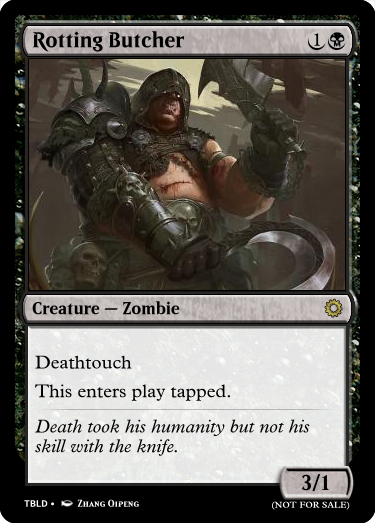 Rotting Butcher 1
Creature — Zombie
Deathtouch
This enters play tapped.
Death took his humanity but not his
skill with the knife.
3/1
TBLD • Zhang Qipeng
(NOT FOR SALE)